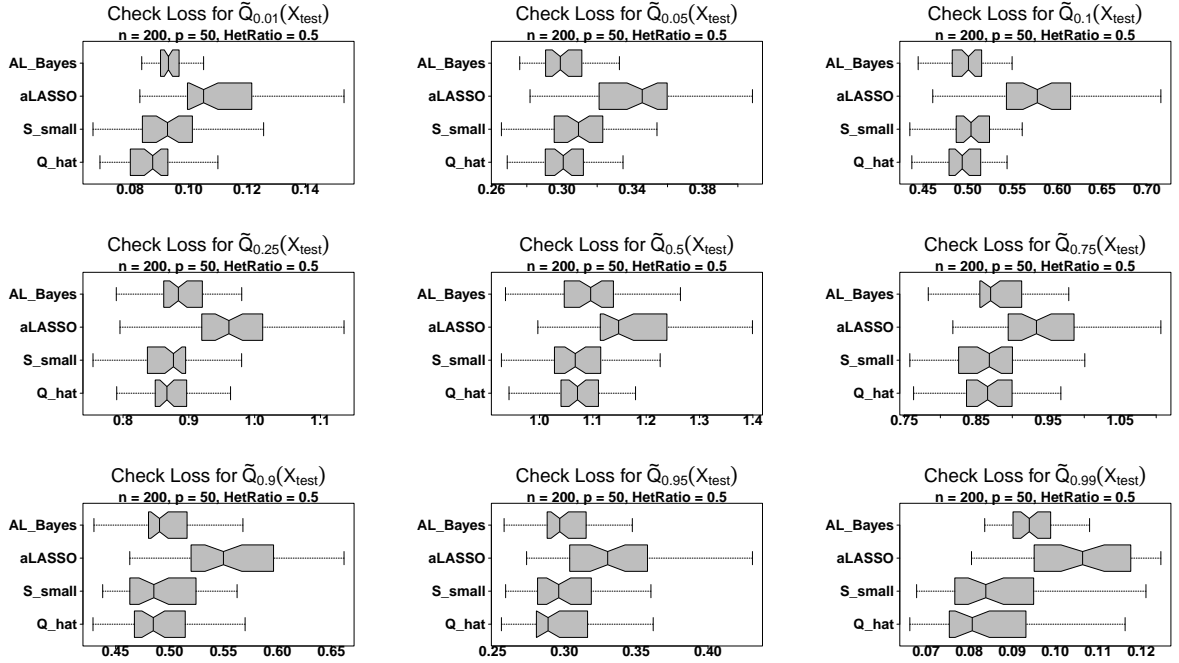 Check Loss for Q̃0.01(Xtest)
n = 200, p = 50, HetRatio = 0.5
AL_Bayes
aLASSO
S_small
Q_hat
0.08 0.10 0.12 0.14
Check Loss for Q̃0.05(Xtest)
n = 200, p = 50, HetRatio = 0.5
AL_Bayes
aLASSO
S_small
Q_hat
0.26 0.30 0.34 0.38
Check Loss for Q̃0.1(Xtest)
n = 200, p = 50, HetRatio = 0.5
AL_Bayes
aLASSO
S_small
Q_hat
0.45 0.50 0.55 0.60 0.65 0.70
Check Loss for Q̃0.25(Xtest)
n = 200, p = 50, HetRatio = 0.5
AL_Bayes
aLASSO
S_small
Q_hat
0.8 0.9 1.0 1.1
Check Loss for Q̃0.5(Xtest)
n = 200, p = 50, HetRatio = 0.5
AL_Bayes
aLASSO
S_small
Q_hat
1.0 1.1 1.2 1.3 1.4
Check Loss for Q̃0.75(Xtest)
n = 200, p = 50, HetRatio = 0.5
AL_Bayes
aLASSO
S_small
Q_hat
0.75 0.85 0.95 1.05
Check Loss for Q̃0.9(Xtest)
n = 200, p = 50, HetRatio = 0.5
AL_Bayes
aLASSO
S_small
Q_hat
0.45 0.50 0.55 0.60 0.65
Check Loss for Q̃0.95(Xtest)
n = 200, p = 50, HetRatio = 0.5
AL_Bayes
aLASSO
S_small
Q_hat
0.25 0.30 0.35 0.40
Check Loss for Q̃0.99(Xtest)
n = 200, p = 50, HetRatio = 0.5
AL_Bayes
aLASSO
S_small
Q_hat
0.07 0.08 0.09 0.10 0.11 0.12